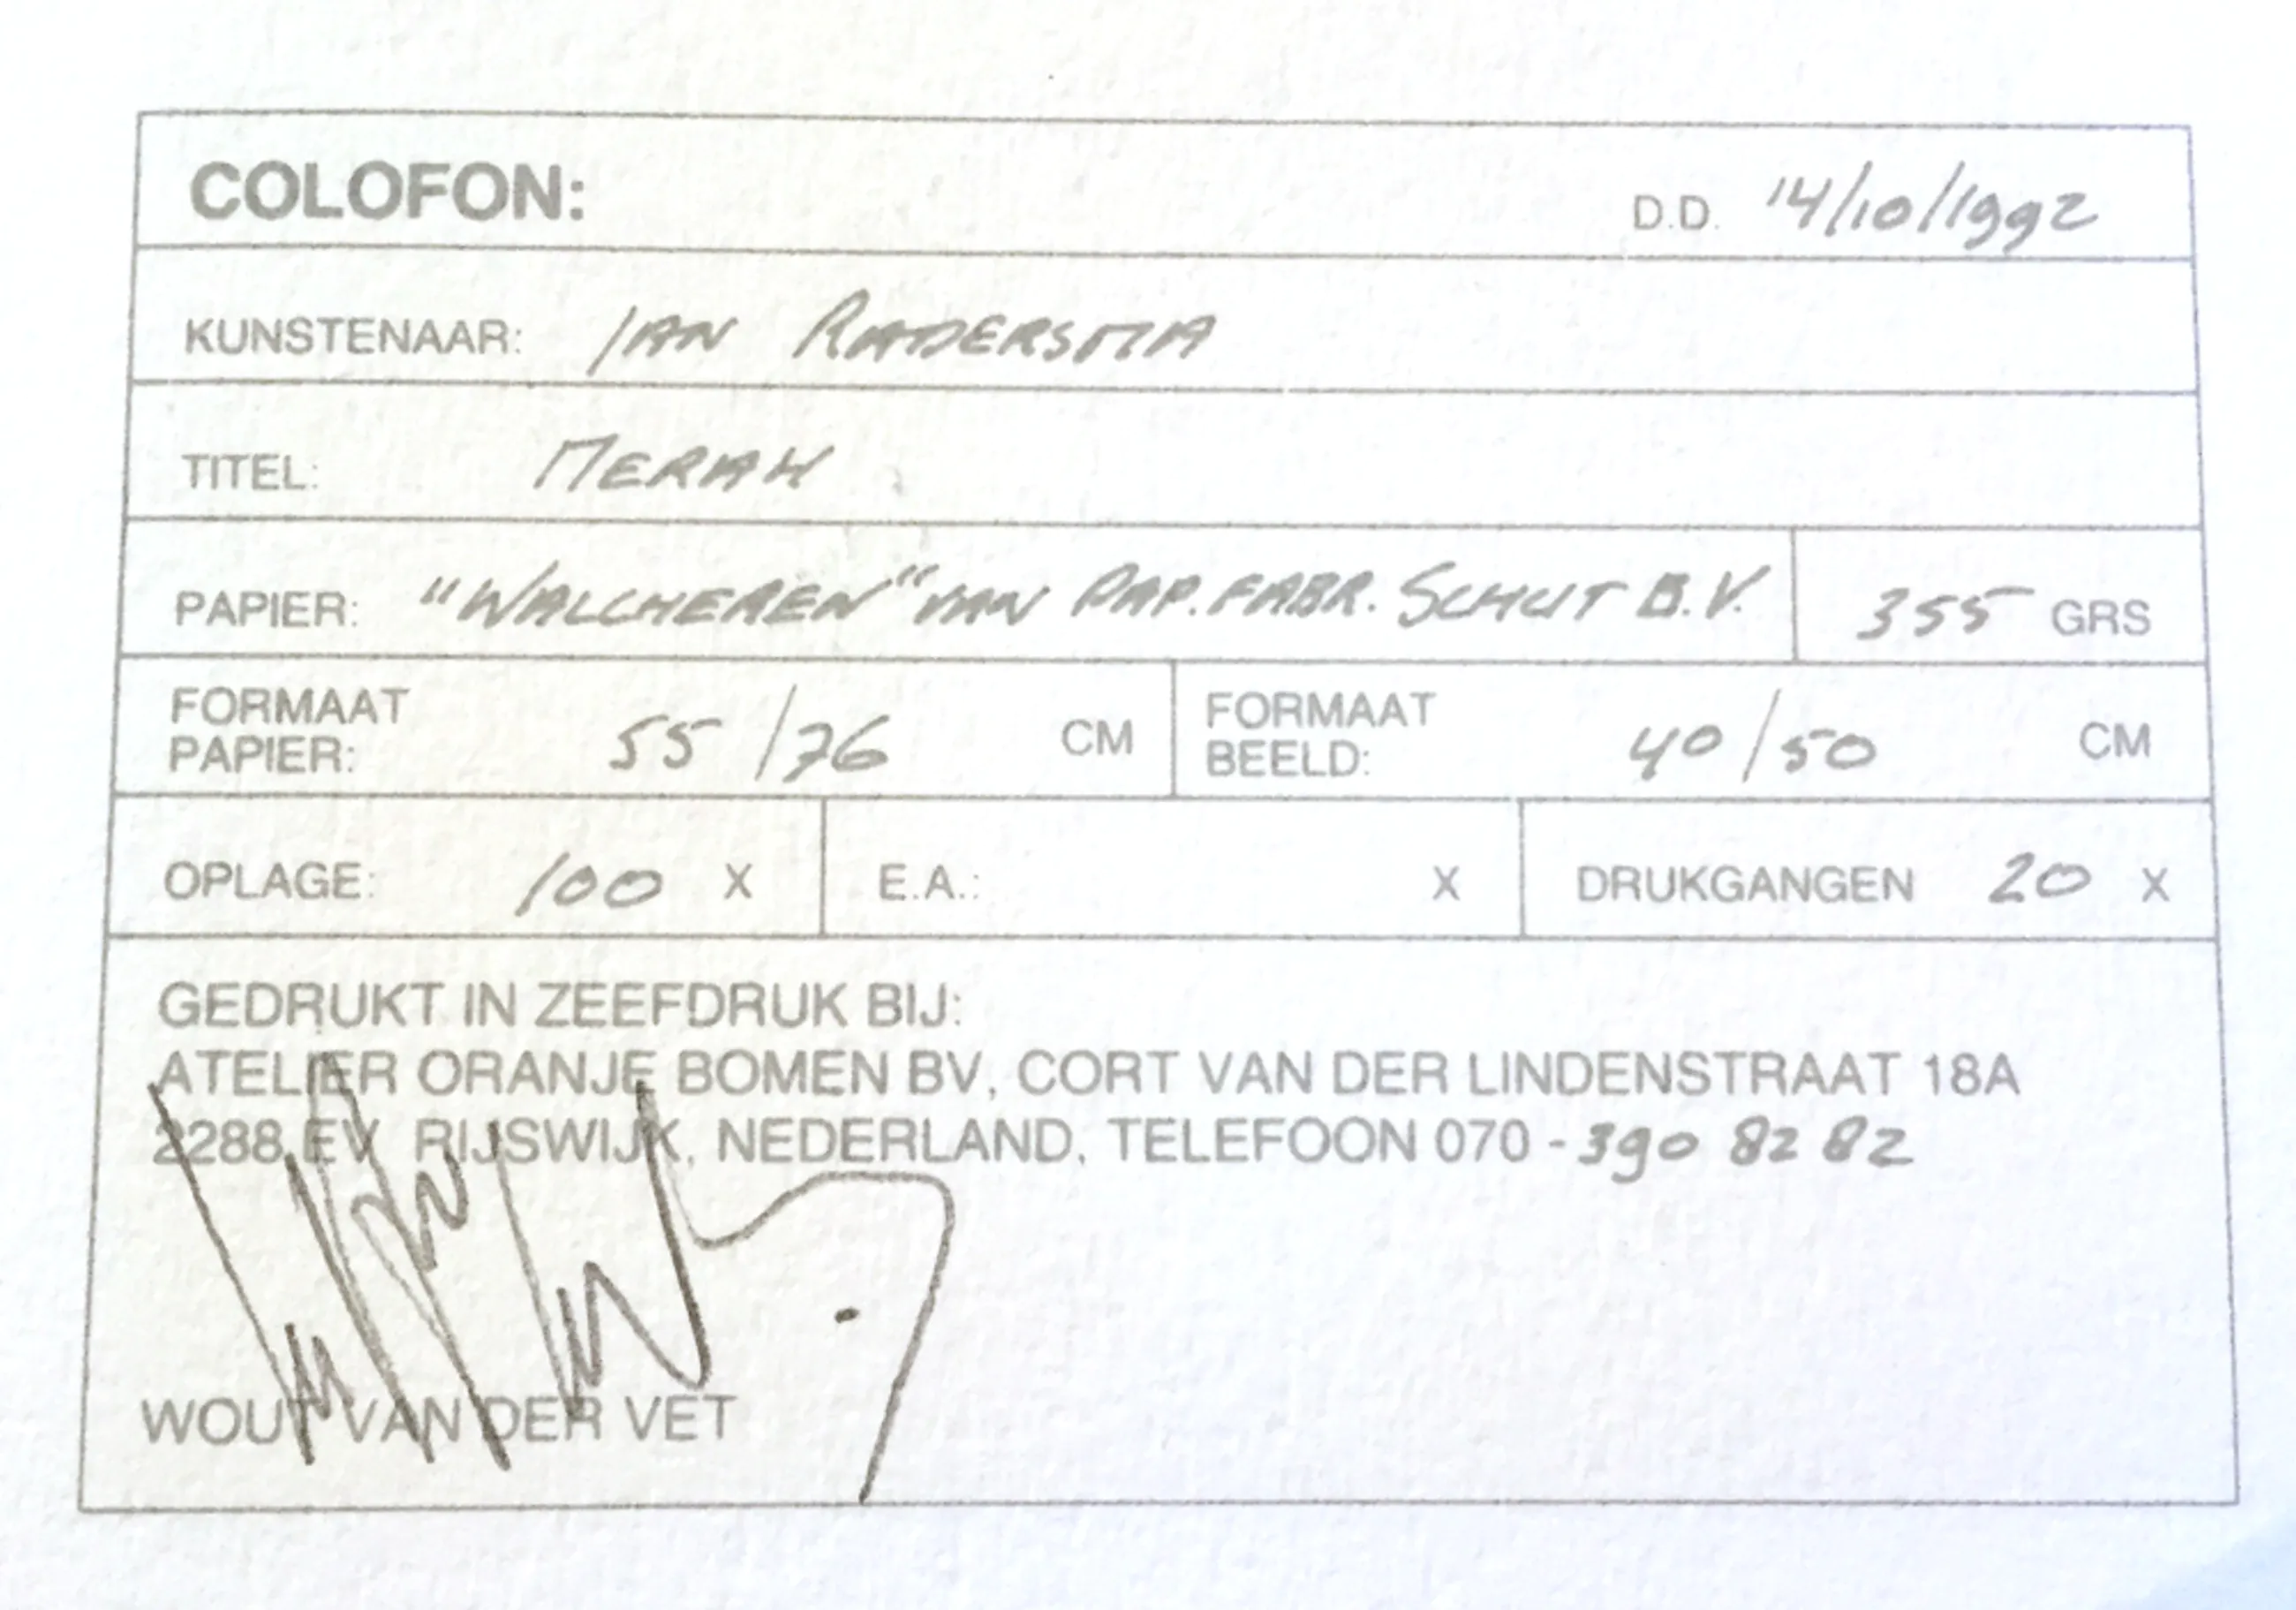 COLOFON: D.D. 14/10/1992
KUNSTENAAR: IAN RADERSMA
TITEL: MERAH
PAPIER: "WALCHEREN" VAN PAP. FABR. SCHUT B.V. 355 GRS
FORMAAT PAPIER: 55/76 CM FORMAAT BEELD: 40/50 CM
OPLAGE: 100 X E.A.: X DRUKGANGEN 20 X
GEDRUKT IN ZEEFDRUK BIJ:
ATELIER ORANJE BOMEN BV, CORT VAN DER LINDENSTRAAT 18A
2288 EV RIJSWIJK, NEDERLAND, TELEFOON 070 - 390 82 82
WOUT VAN DER VET